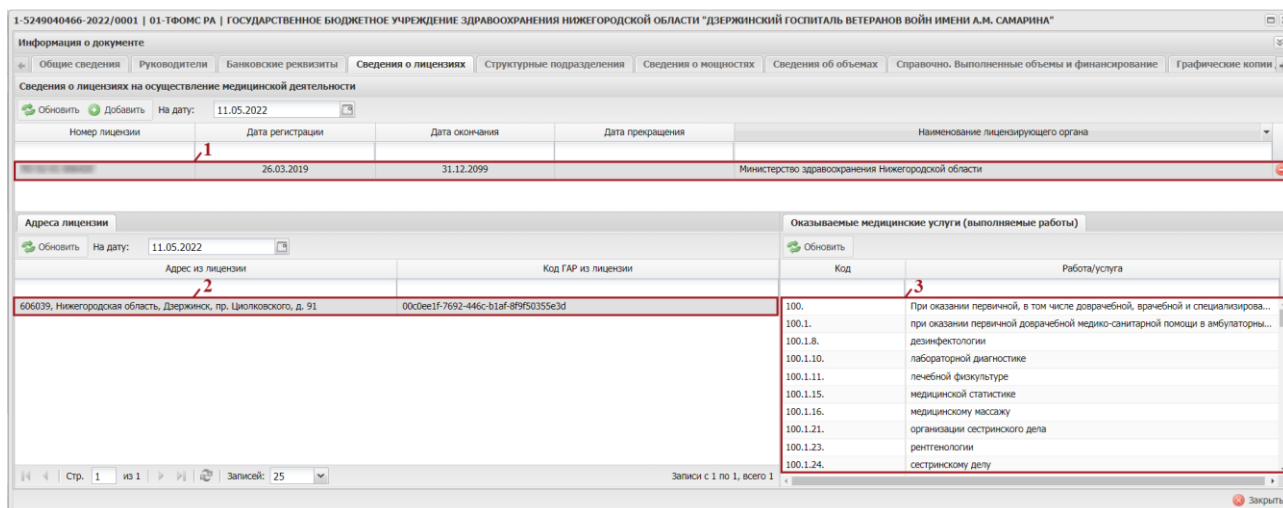 1-5249040466-2022/0001 | 01-ТФОМС РА | ГОСУДАРСТВЕННОЕ БЮДЖЕТНОЕ УЧРЕЖДЕНИЕ ЗДРАВООХРАНЕНИЯ НИЖЕГОРОДСКОЙ ОБЛАСТИ "ДЗЕРЖИНСКИЙ ГОСПИТАЛЬ ВЕТЕРАНОВ ВОЙН ИМЕНИ А.М. САМАРИНА"
Информация о документе
Общие сведения Руководители Банковские реквизиты Сведения о лицензиях Структурные подразделения Сведения о мощностях Сведения об объемах Справочно. Выполненные объемы и финансирование Графические копии
Сведения о лицензиях на осуществление медицинской деятельности
Обновить Добавить На дату: 11.05.2022
Номер лицензии Дата регистрации Дата окончания Дата прекращения Наименование лицензирующего органа
1
26.03.2019 31.12.2099 Министерство здравоохранения Нижегородской области
Адреса лицензии Оказываемые медицинские услуги (выполняемые работы)
Обновить На дату: 11.05.2022 Обновить
Адрес из лицензии Код ГАР из лицензии Код Работа/услуга
2 3
606039, Нижегородская область, Дзержинск, пр. Циолковского, д. 91 00c0ee1f-7692-446c-b1af-8f9f50355e3d 100. При оказании первичной, в том числе доврачебной, врачебной и специализирова...
100.1. при оказании первичной доврачебной медико-санитарной помощи в амбулаторны...
100.1.8. дезинфектологии
100.1.10. лабораторной диагностике
100.1.11. лечебной физкультуре
100.1.15. медицинской статистике
100.1.16. медицинскому массажу
100.1.21. организации сестринского дела
100.1.23. рентгенологии
100.1.24. сестринскому делу
Стр. 1 из 1 Записей: 25 Записи с 1 по 1, всего 1
Закрыть